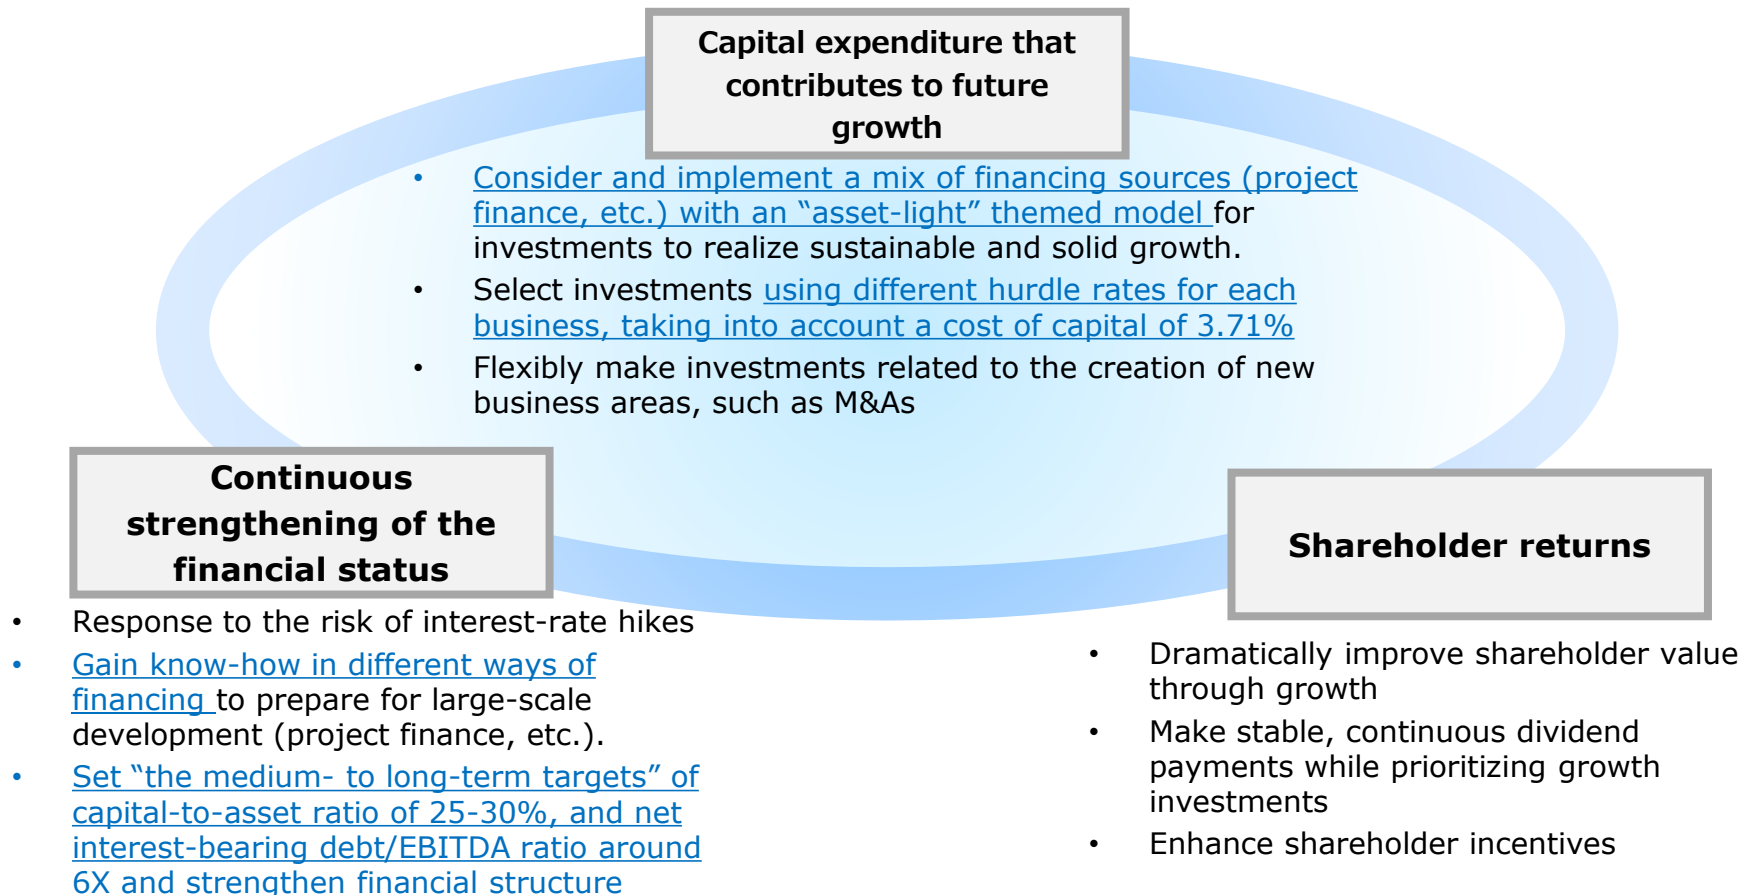 Capital expenditure that
contributes to future
growth
• Consider and implement a mix of financing sources (project
finance, etc.) with an “asset-light” themed model for
investments to realize sustainable and solid growth.
• Select investments using different hurdle rates for each
business, taking into account a cost of capital of 3.71%
• Flexibly make investments related to the creation of new
business areas, such as M&As
Continuous
strengthening of the
financial status
• Response to the risk of interest-rate hikes
• Gain know-how in different ways of
financing to prepare for large-scale
development (project finance, etc.).
• Set “the medium- to long-term targets” of
capital-to-asset ratio of 25-30%, and net
interest-bearing debt/EBITDA ratio around
6X and strengthen financial structure
Shareholder returns
• Dramatically improve shareholder value
through growth
• Make stable, continuous dividend
payments while prioritizing growth
investments
• Enhance shareholder incentives